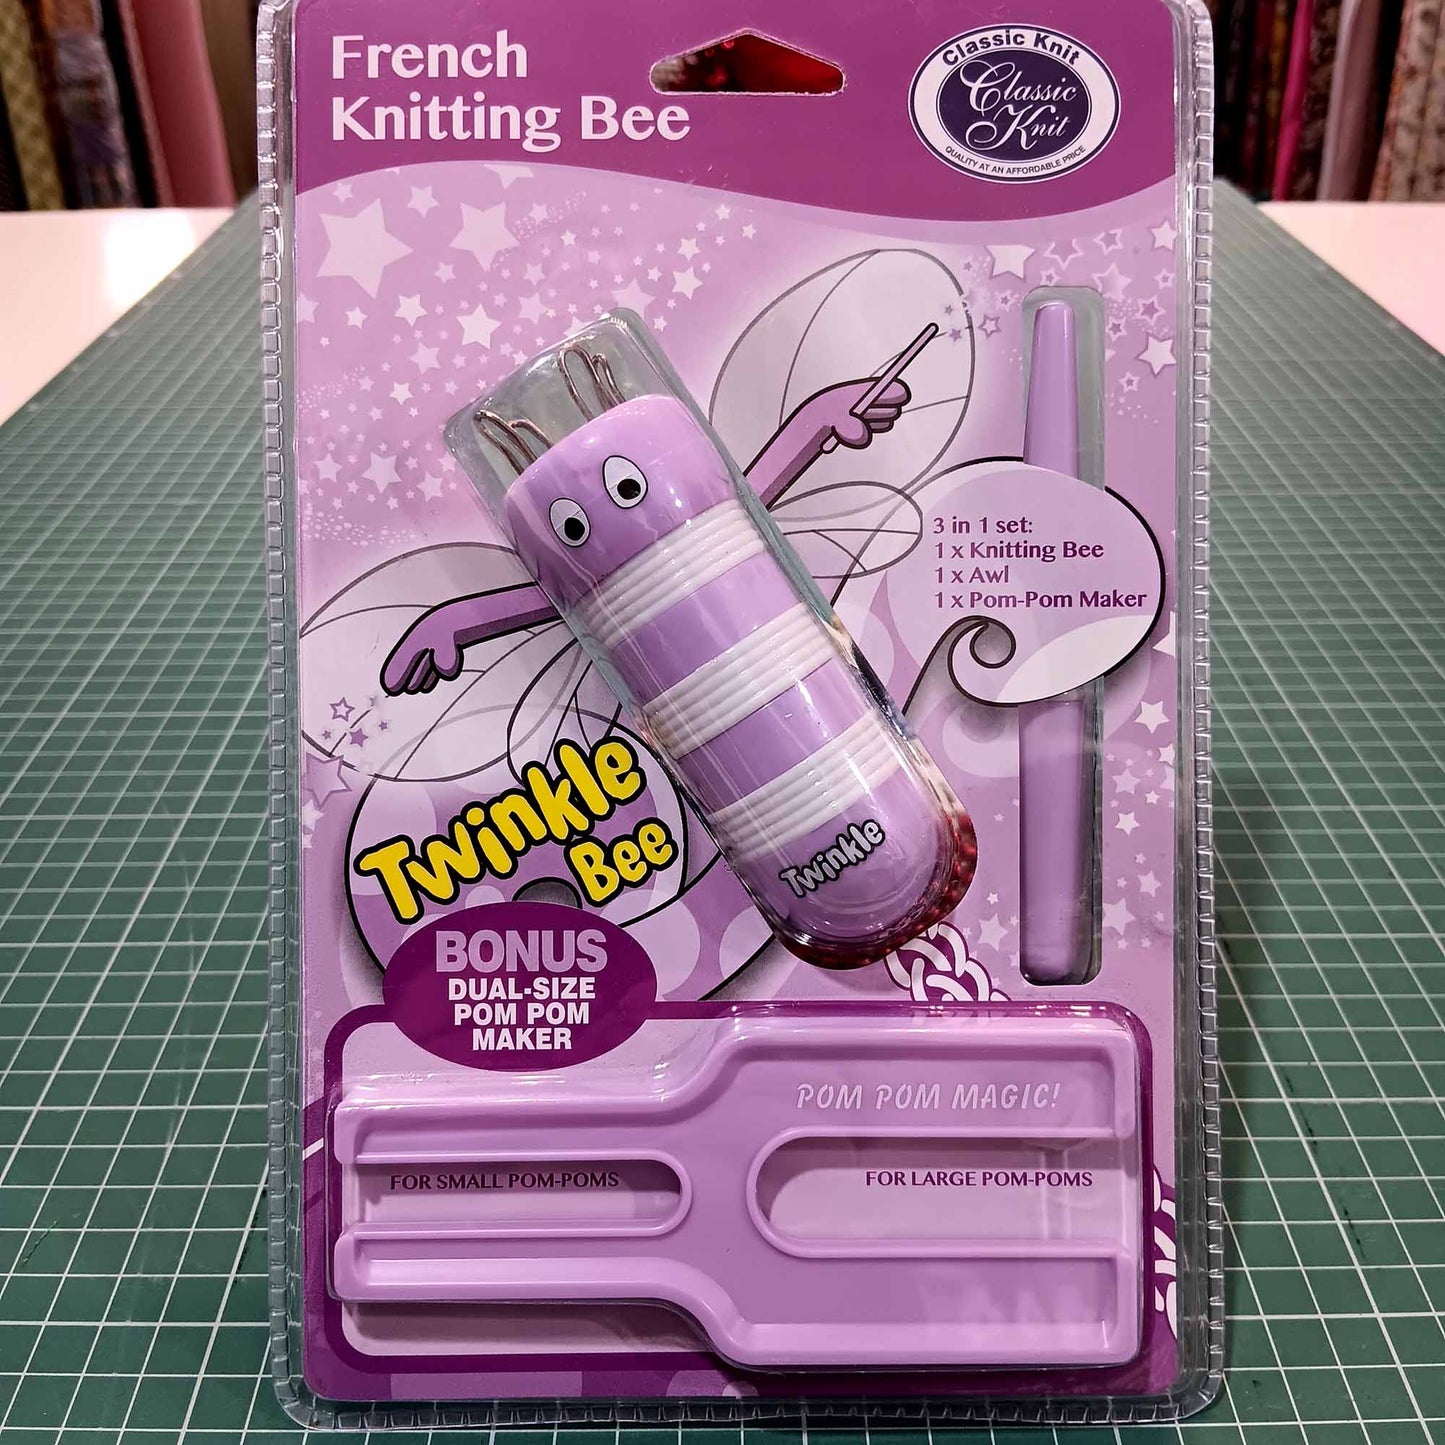 French
Knitting Bee
Classic Knit
Classic
Knit
QUALITY AT AN AFFORDABLE PRICE
3 in 1 set:
1 x Knitting Bee
1 x Awl
1 x Pom-Pom Maker
Twinkle
Bee
Twinkle
BONUS
DUAL-SIZE
POM POM
MAKER
POM POM MAGIC!
FOR SMALL POM-POMS
FOR LARGE POM-POMS